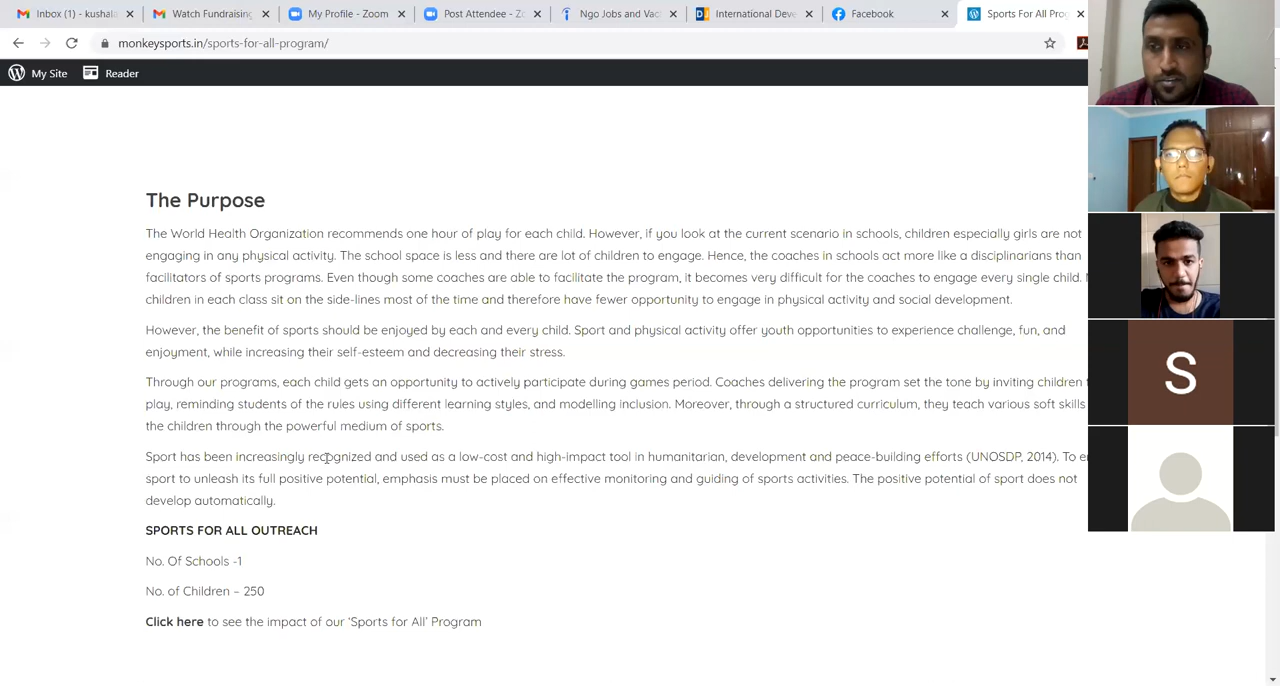 Inbox (1) - kushala
Watch Fundraising
My Profile - Zoom
Post Attendee - Zo
Ngo Jobs and Vac
International Deve
Facebook
Sports For All Prog
monkeysports.in/sports-for-all-program/
My Site
Reader
The Purpose
The World Health Organization recommends one hour of play for each child. However, if you look at the current scenario in schools, children especially girls are not
engaging in any physical activity. The school space is less and there are lot of children to engage. Hence, the coaches in schools act more like a disciplinarians than
facilitators of sports programs. Even though some coaches are able to facilitate the program, it becomes very difficult for the coaches to engage every single child.
children in each class sit on the side-lines most of the time and therefore have fewer opportunity to engage in physical activity and social development.
However, the benefit of sports should be enjoyed by each and every child. Sport and physical activity offer youth opportunities to experience challenge, fun, and
enjoyment, while increasing their self-esteem and decreasing their stress.
Through our programs, each child gets an opportunity to actively participate during games period. Coaches delivering the program set the tone by inviting children
play, reminding students of the rules using different learning styles, and modelling inclusion. Moreover, through a structured curriculum, they teach various soft skills
the children through the powerful medium of sports.
Sport has been increasingly recognized and used as a low-cost and high-impact tool in humanitarian, development and peace-building efforts (UNOSDP, 2014). To
sport to unleash its full positive potential, emphasis must be placed on effective monitoring and guiding of sports activities. The positive potential of sport does not
develop automatically.
SPORTS FOR ALL OUTREACH
No. Of Schools -1
No. of Children – 250
Click here to see the impact of our ‘Sports for All’ Program
S